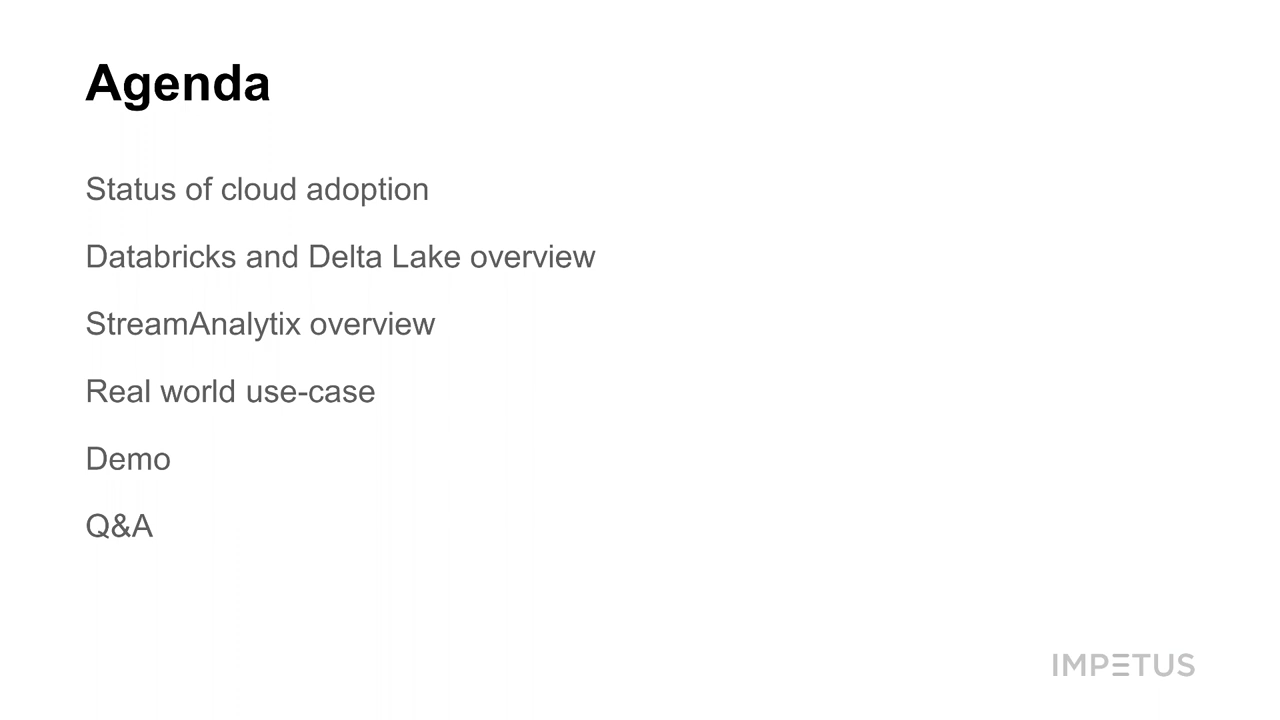 Agenda
Status of cloud adoption
Databricks and Delta Lake overview
StreamAnalytix overview
Real world use-case
Demo
Q&A
IMPETUS